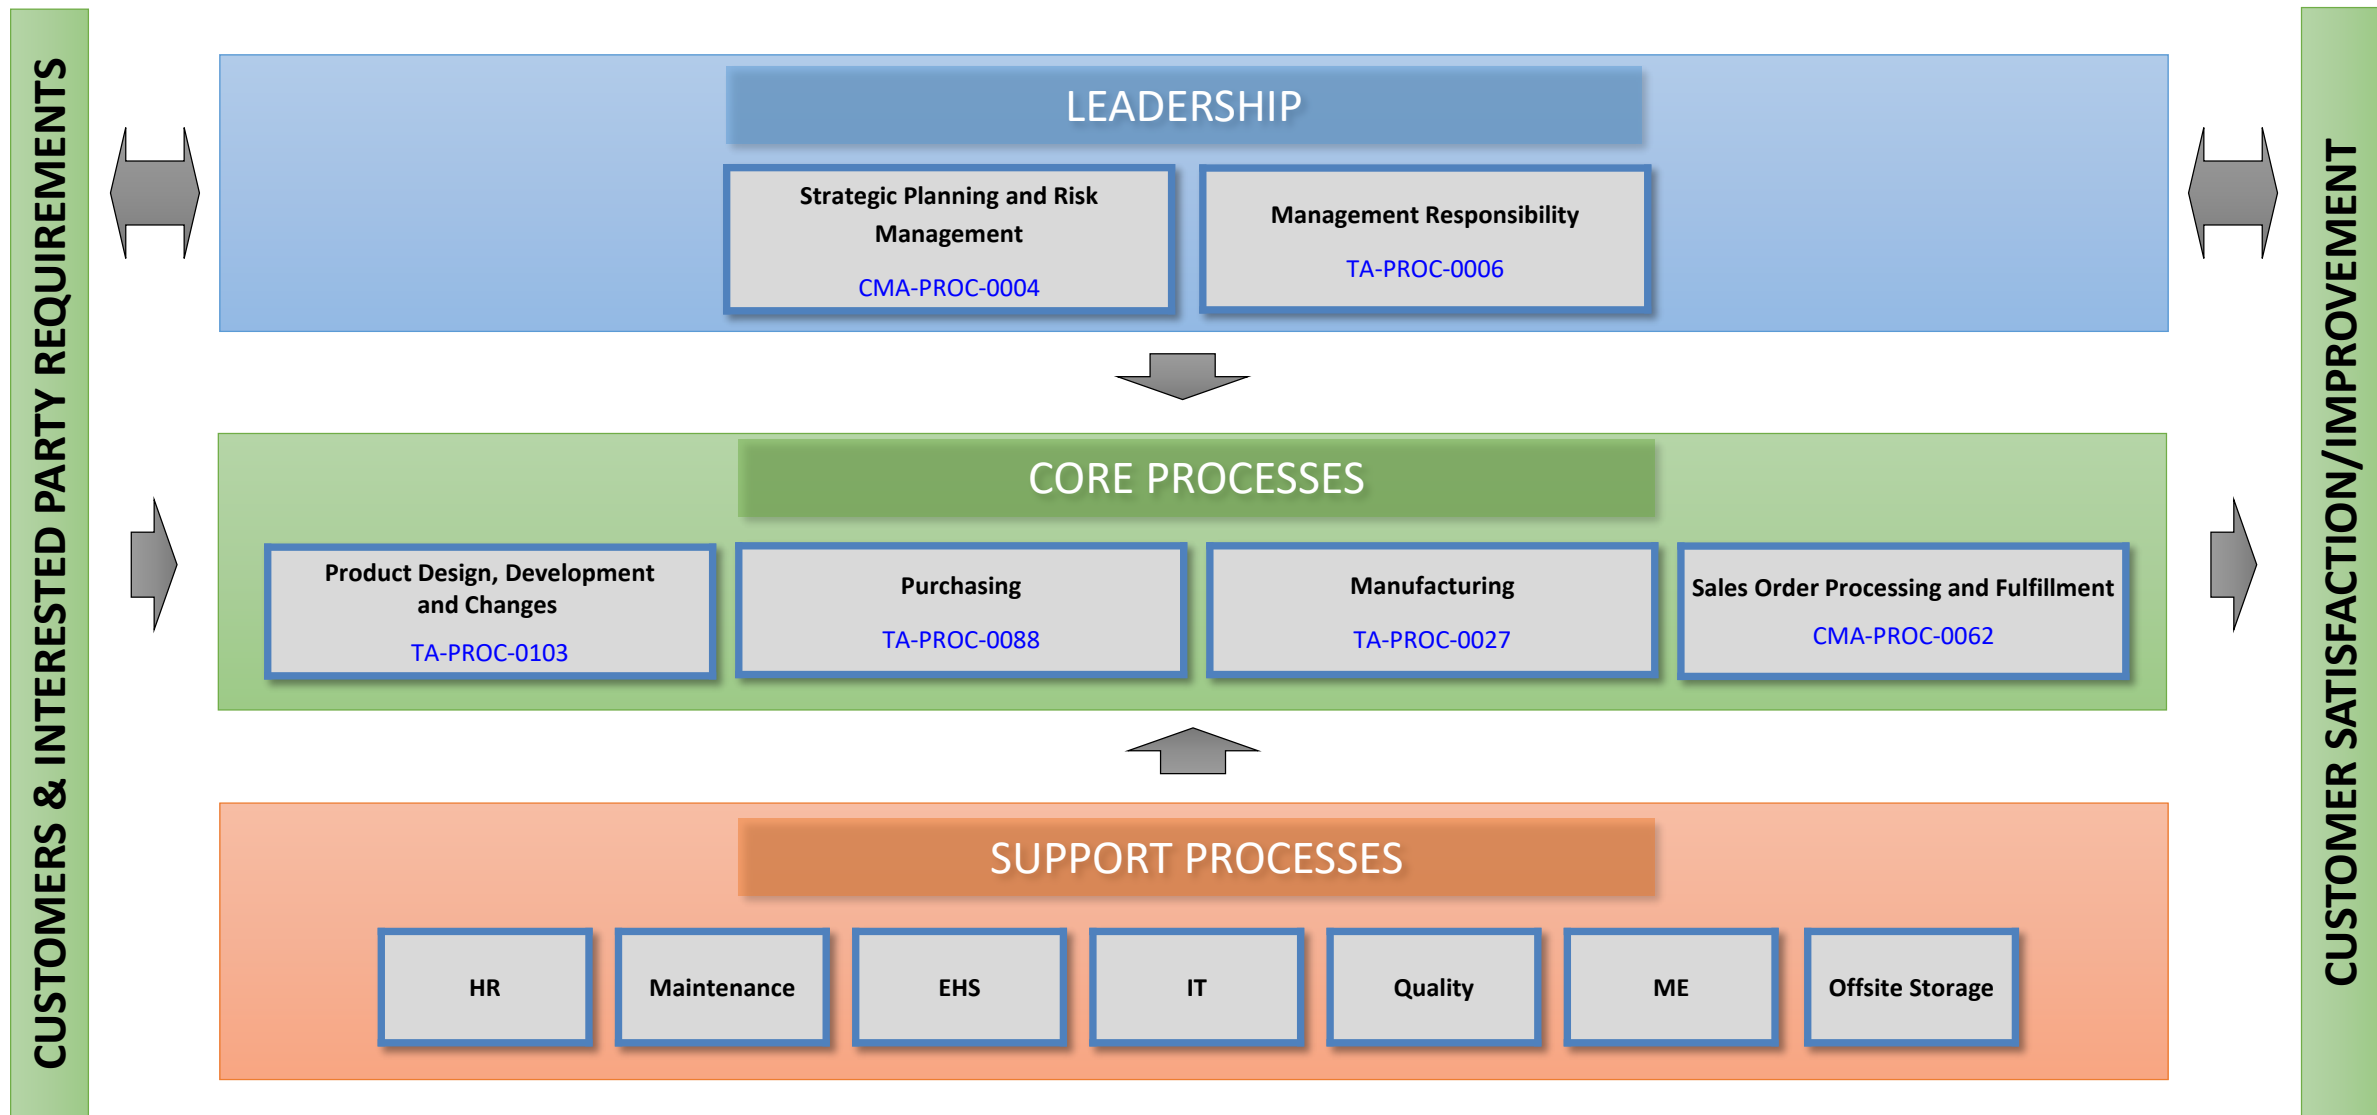 CUSTOMERS & INTERESTED PARTY REQUIREMENTS
LEADERSHIP
Strategic Planning and Risk
Management
CMA-PROC-0004
Management Responsibility
TA-PROC-0006
CORE PROCESSES
Product Design, Development
and Changes
TA-PROC-0103
Purchasing
TA-PROC-0088
Manufacturing
TA-PROC-0027
Sales Order Processing and Fulfillment
CMA-PROC-0062
SUPPORT PROCESSES
HR
Maintenance
EHS
IT
Quality
ME
Offsite Storage
CUSTOMER SATISFACTION/IMPROVEMENT